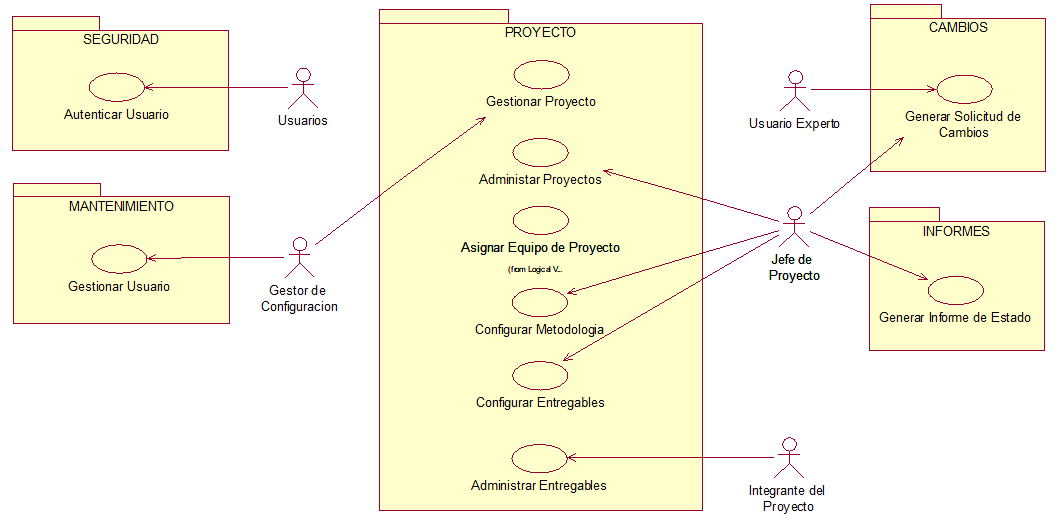 SEGURIDAD
Autenticar Usuario
Usuarios
MANTENIMIENTO
Gestionar Usuario
Gestor de
Configuracion
PROYECTO
Gestionar Proyecto
Administar Proyectos
Asignar Equipo de Proyecto
(from Logical V...
Configurar Metodologia
Configurar Entregables
Administrar Entregables
Usuario Experto
Jefe de
Proyecto
Integrante del
Proyecto
CAMBIOS
Generar Solicitud de
Cambios
INFORMES
Generar Informe de Estado